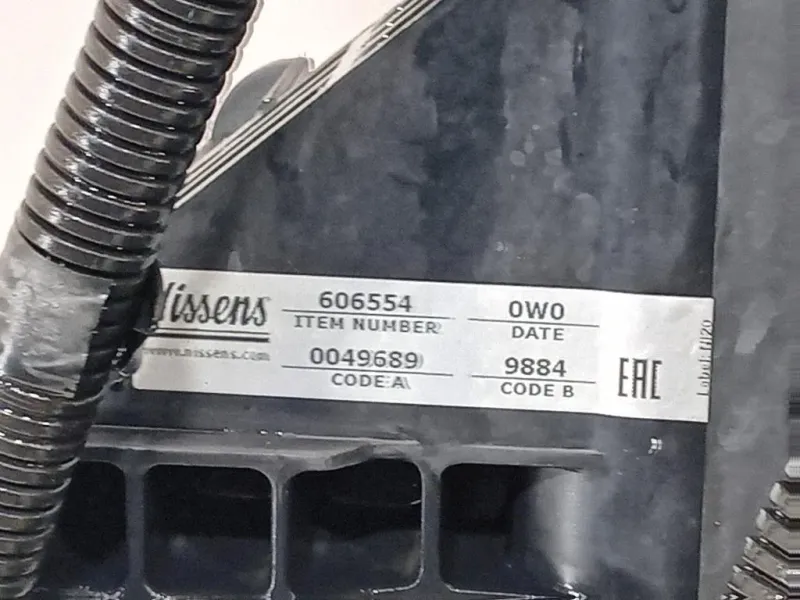 Nissens
www.nissens.com
606554
ITEM NUMBER
0W0
DATE
0049689
CODE A
9884
CODE B
EAC